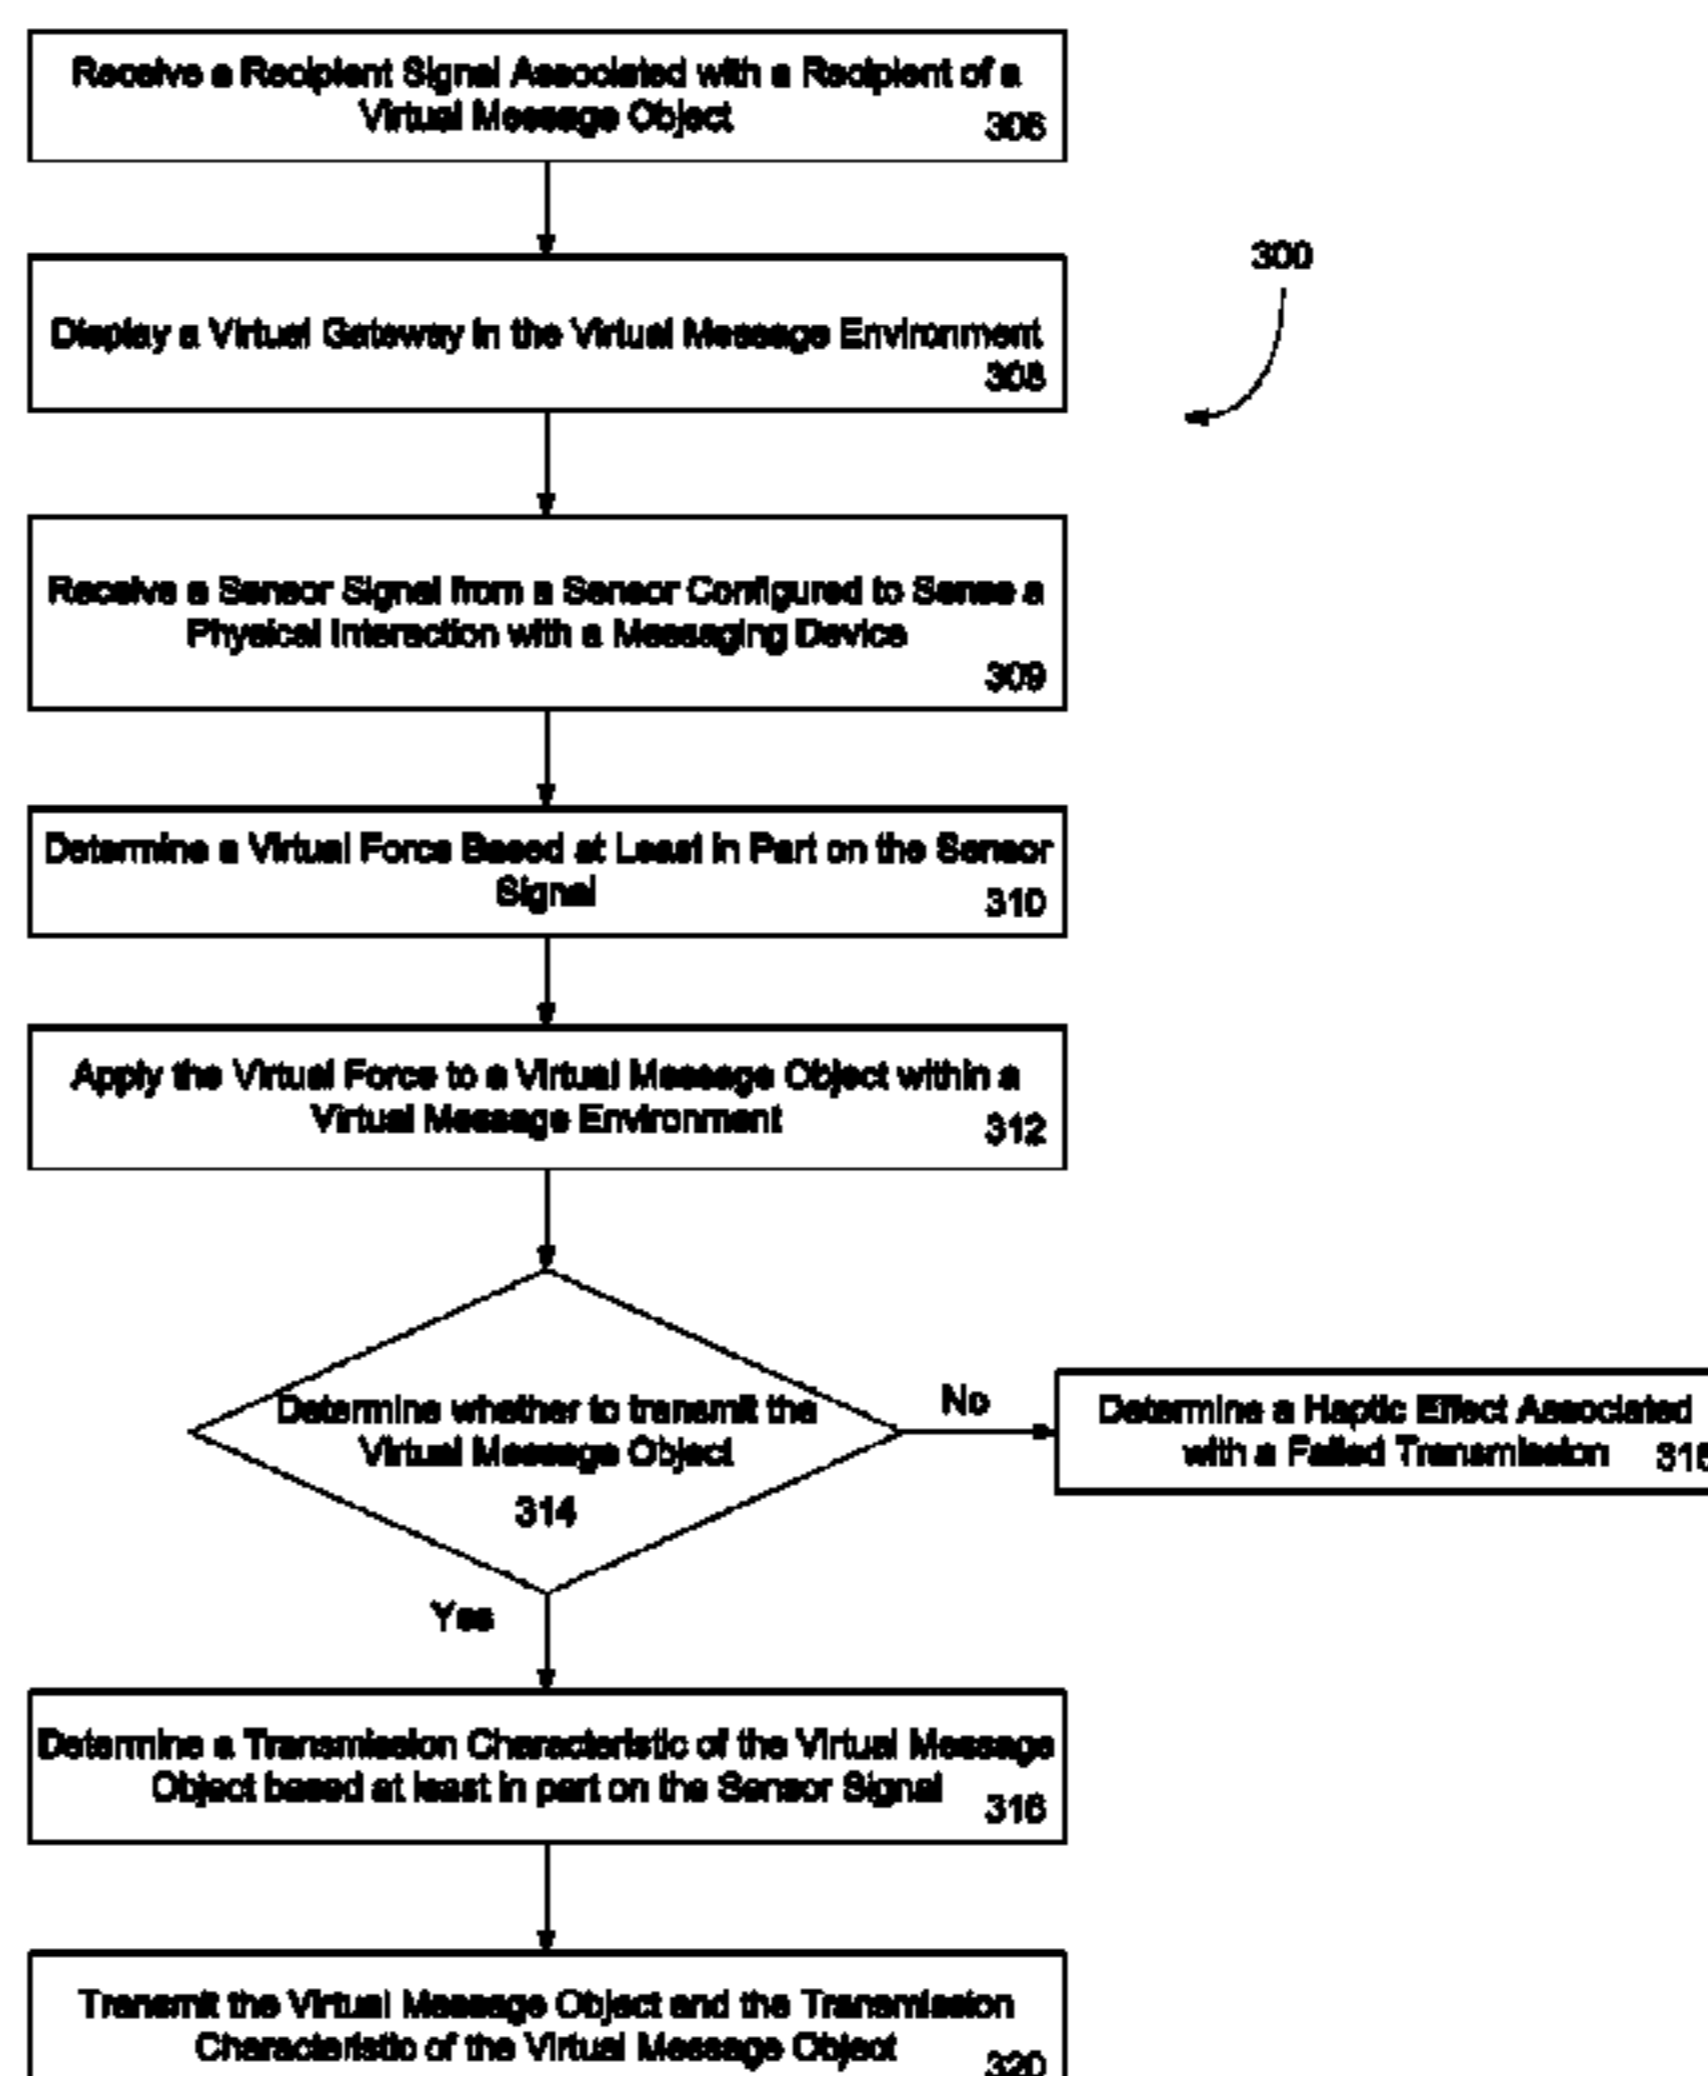 Receive a Recipient Signal Associated with a Recipient of a
Virtual Message Object
306
Display a Virtual Gateway in the Virtual Message Environment
308
300
Receive a Sensor Signal from a Sensor Configured to Sense a
Physical Interaction with a Messaging Device
309
Determine a Virtual Force Based at Least in Part on the Sensor
Signal
310
Apply the Virtual Force to a Virtual Message Object within a
Virtual Message Environment
312
Determine whether to transmit the
Virtual Message Object
314
No
Determine a Haptic Effect Associated
with a Failed Transmission
Yes
Determine a Transmission Characteristic of the Virtual Message
Object based at least in part on the Sensor Signal
316
Transmit the Virtual Message Object and the Transmission
Characteristic of the Virtual Message Object
320